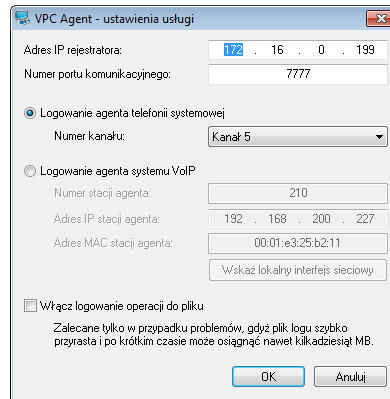 VPC Agent - ustawienia usługi
Adres IP rejestratora: 172 . 16 . 0 . 199
Numer portu komunikacyjnego: 7777
Logowanie agenta telefonii systemowej
Numer kanału: Kanał 5
Logowanie agenta systemu VoIP
Numer stacji agenta: 210
Adres IP stacji agenta: 192 . 168 . 200 . 227
Adres MAC stacji agenta: 00:01:e3:25:b2:11
Wskaż lokalny interfejs sieciowy
Włącz logowanie operacji do pliku
Zalecane tylko w przypadku problemów, gdyż plik logu szybko
przyrasta i po krótkim czasie może osiągnąć nawet kilkadziesiąt MB.
OK Anuluj